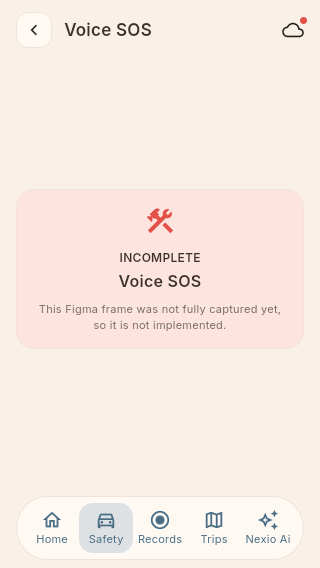 Voice SOS
INCOMPLETE
Voice SOS
This Figma frame was not fully captured yet,
so it is not implemented.
Home Safety Records Trips Nexio Ai